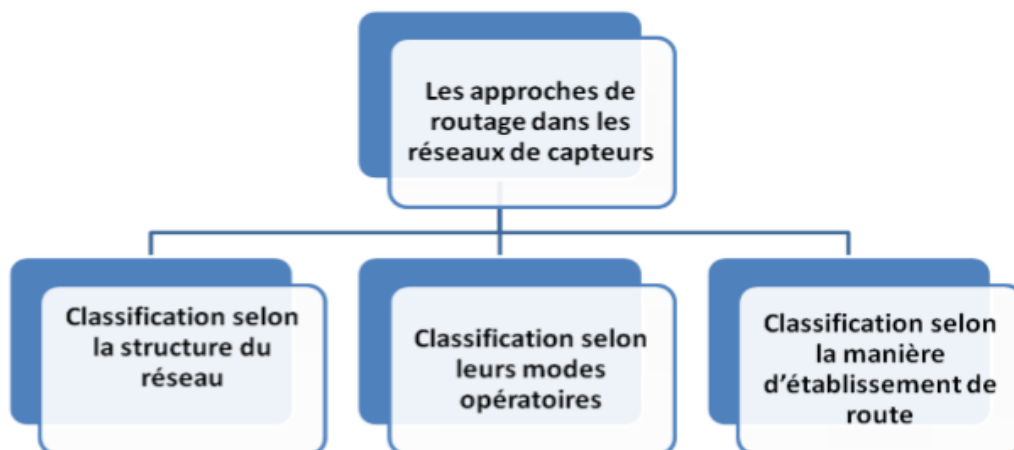 Les approches de
routage dans les
réseaux de capteurs
Classification selon
la structure du
réseau
Classification selon
leurs modes
opératoires
Classification selon
la manière
d’établissement de
route